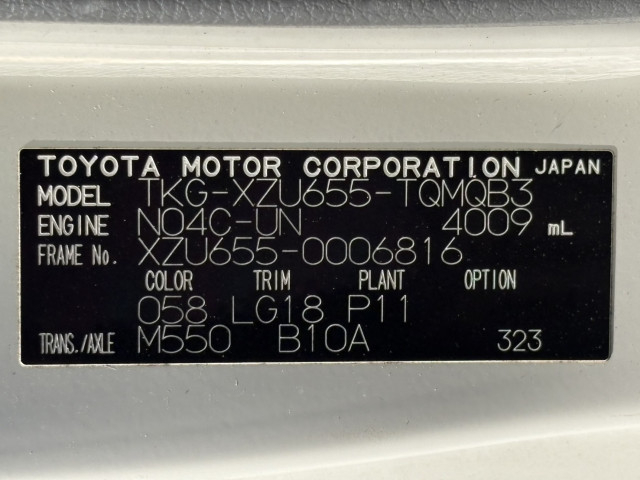 TOYOTA MOTOR CORPORATION JAPAN
MODEL TKG-XZU655-TQMQB3
ENGINE N04C-UN 4009 mL
FRAME No. XZU655-0006816
COLOR TRIM PLANT OPTION
058 LG18 P11
TRANS./AXLE M550 B10A 323